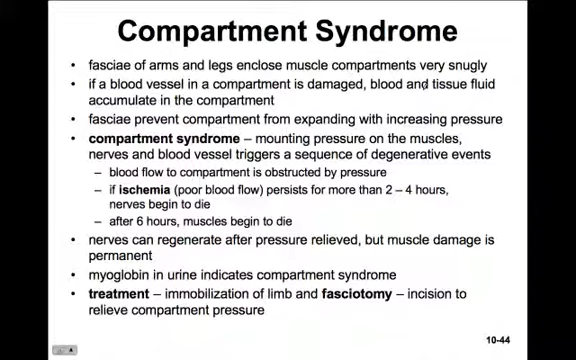 Compartment Syndrome
• fasciae of arms and legs enclose muscle compartments very snugly
• if a blood vessel in a compartment is damaged, blood and tissue fluid
accumulate in the compartment
• fasciae prevent compartment from expanding with increasing pressure
• compartment syndrome – mounting pressure on the muscles,
nerves and blood vessel triggers a sequence of degenerative events
– blood flow to compartment is obstructed by pressure
– if ischemia (poor blood flow) persists for more than 2 – 4 hours,
nerves begin to die
– after 6 hours, muscles begin to die
• nerves can regenerate after pressure relieved, but muscle damage is
permanent
• myoglobin in urine indicates compartment syndrome
• treatment – immobilization of limb and fasciotomy – incision to
relieve compartment pressure
10-44